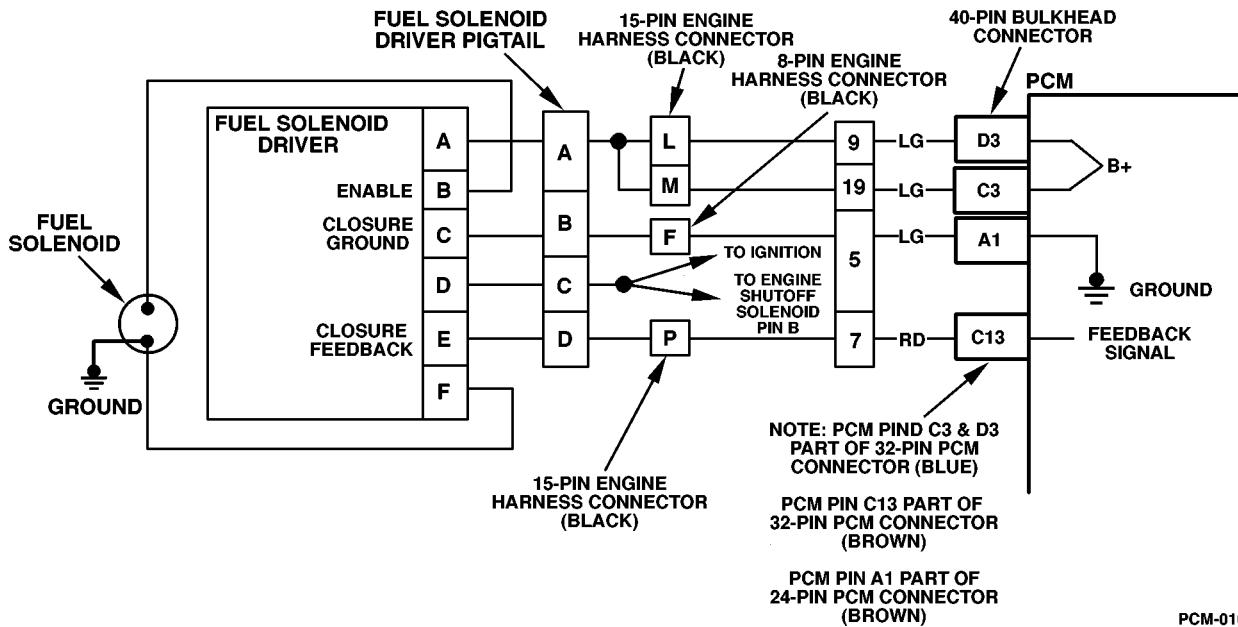 FUEL SOLENOID
DRIVER PIGTAIL
15-PIN ENGINE
HARNESS CONNECTOR
(BLACK)
8-PIN ENGINE
HARNESS CONNECTOR
(BLACK)
40-PIN BULKHEAD
CONNECTOR
PCM
FUEL SOLENOID
DRIVER
A
A
L
9
LG
D3
B+
ENABLE
B
M
19
LG
C3
CLOSURE
GROUND
C
B
F
5
LG
A1
GROUND
FUEL
SOLENOID
D
C
TO IGNITION
TO ENGINE
SHUTOFF
SOLENOID
PIN B
CLOSURE
FEEDBACK
E
D
P
7
RD
C13
FEEDBACK
SIGNAL
F
GROUND
15-PIN ENGINE
HARNESS CONNECTOR
(BLACK)
NOTE: PCM PIND C3 & D3
PART OF 32-PIN PCM
CONNECTOR (BLUE)
PCM PIN C13 PART OF
32-PIN PCM CONNECTOR
(BROWN)
PCM PIN A1 PART OF
24-PIN PCM CONNECTOR
(BROWN)